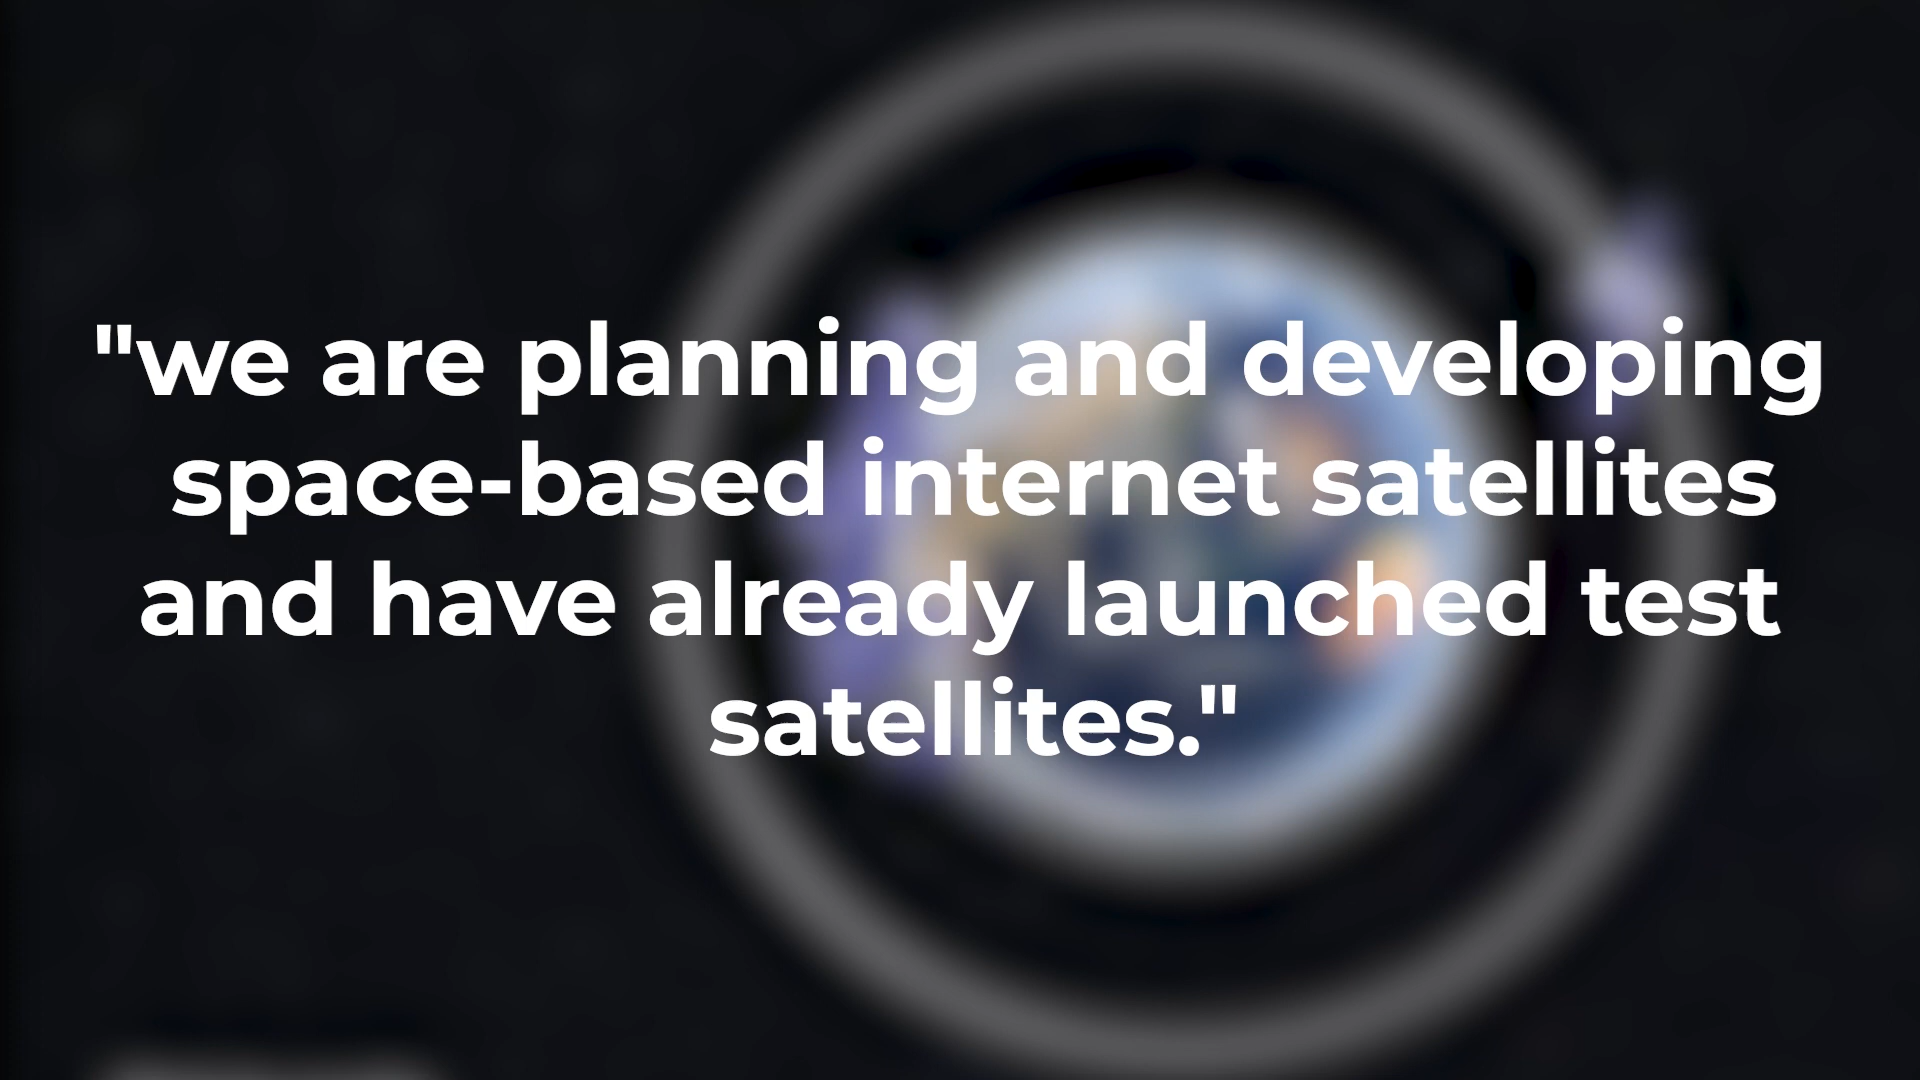 "we are planning and developing
space-based internet satellites
and have already launched test
satellites."